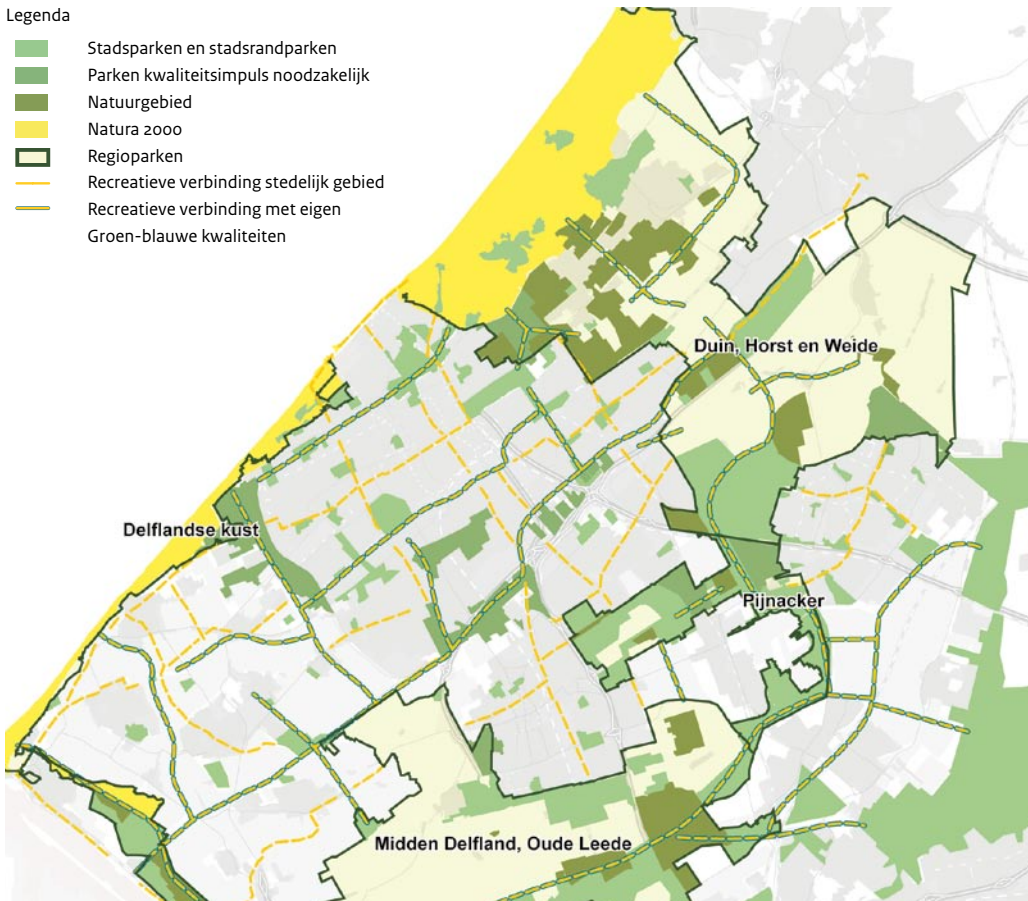 Legenda
Stadsparken en stadsrandparken
Parken kwaliteitsimpuls noodzakelijk
Natuurgebied
Natura 2000
Regioparken
Recreatieve verbinding stedelijk gebied
Recreatieve verbinding met eigen
Groen-blauwe kwaliteiten
Duin, Horst en Weide
Delflandse kust
Pijnacker
Midden Delfland, Oude Leede